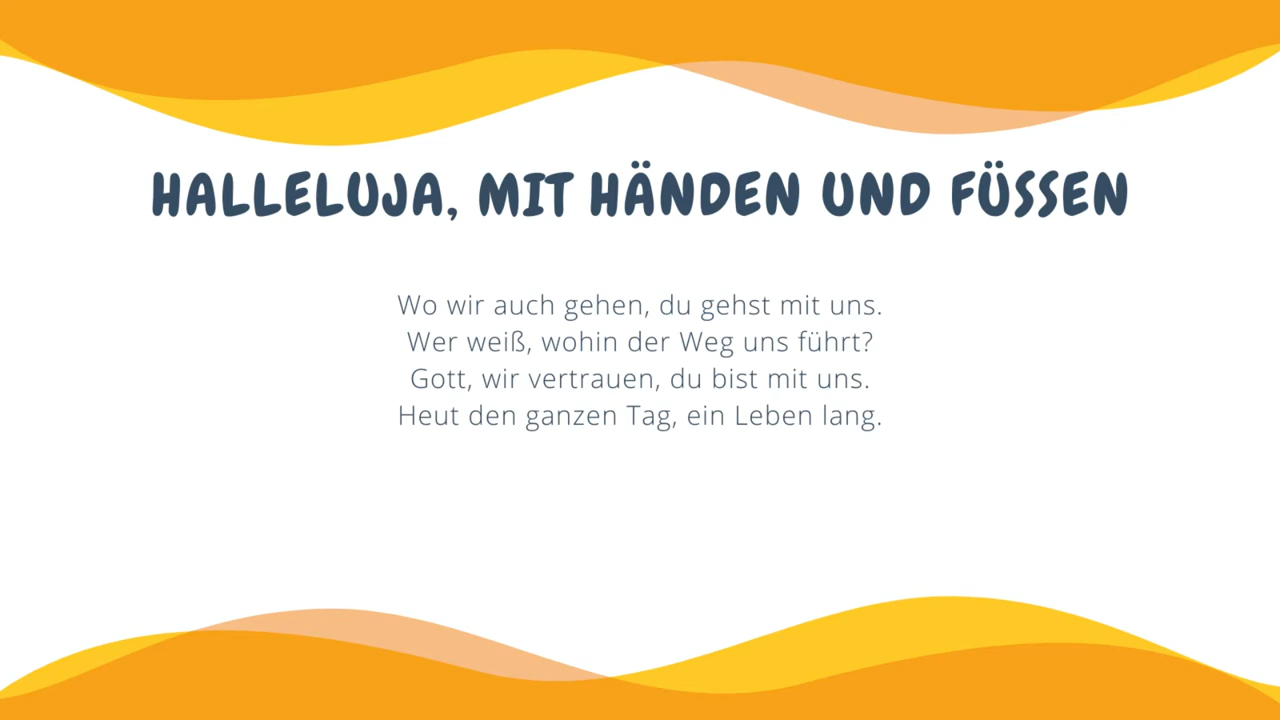 HALLELUJA, MIT HÄNDEN UND FÜSSEN
Wo wir auch gehen, du gehst mit uns.
Wer weiß, wohin der Weg uns führt?
Gott, wir vertrauen, du bist mit uns.
Heut den ganzen Tag, ein Leben lang.